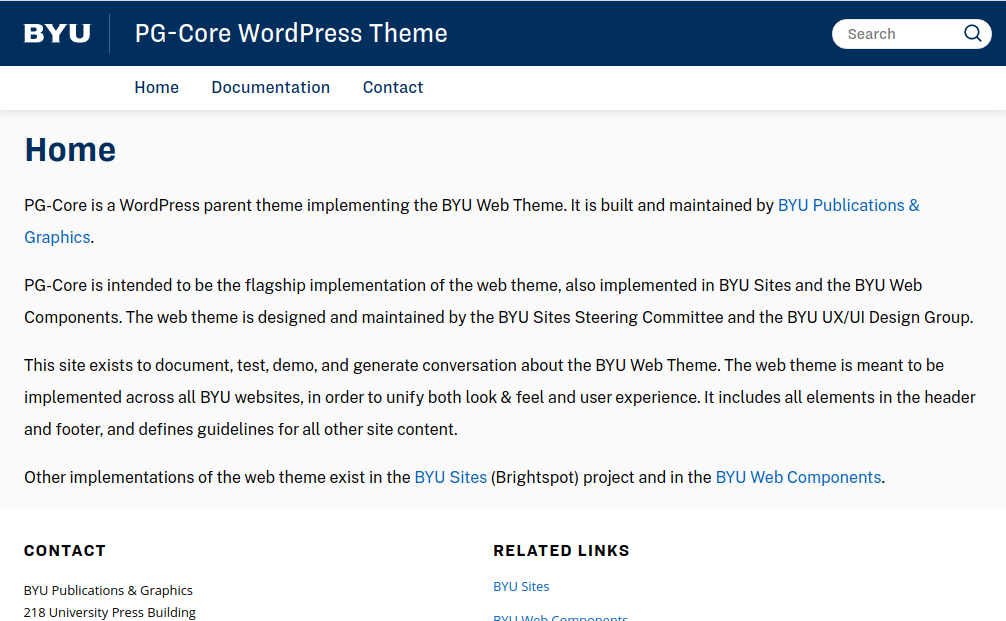 BYU
PG-Core WordPress Theme
Search
Home
Documentation
Contact
Home
PG-Core is a WordPress parent theme implementing the BYU Web Theme. It is built and maintained by BYU Publications &
Graphics.
PG-Core is intended to be the flagship implementation of the web theme, also implemented in BYU Sites and the BYU Web
Components. The web theme is designed and maintained by the BYU Sites Steering Committee and the BYU UX/UI Design Group.
This site exists to document, test, demo, and generate conversation about the BYU Web Theme. The web theme is meant to be
implemented across all BYU websites, in order to unify both look & feel and user experience. It includes all elements in the header
and footer, and defines guidelines for all other site content.
Other implementations of the web theme exist in the BYU Sites (Brightspot) project and in the BYU Web Components.
CONTACT
BYU Publications & Graphics
218 University Press Building
RELATED LINKS
BYU Sites
BYU Web Components